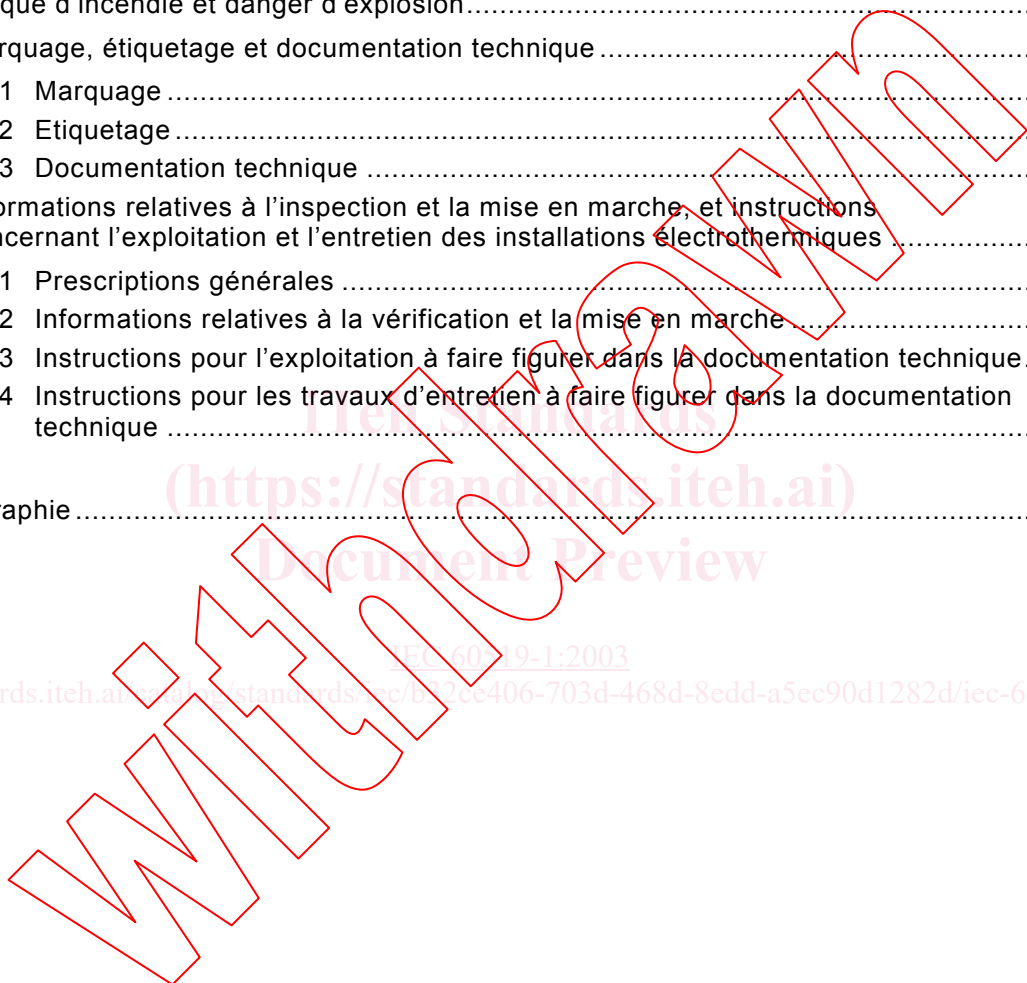 que d'incendie et danger d'explosion..........................................................................
rquage, étiquetage et documentation technique..........................................................
1 Marquage..........................................................................
2 Etiquetage..........................................................................
3 Documentation technique..........................................................................
ormations relatives à l'inspection et la mise en marche, et instructions
ncernant l'exploitation et l'entretien des installations électrothermiques..................
1 Prescriptions générales..........................................................................
2 Informations relatives à la vérification et la mise en marche..............................
3 Instructions pour l'exploitation à faire figurer dans la documentation technique.
4 Instructions pour les travaux d'entretien à faire figurer dans la documentation
technique..........................................................................
iTeh Standards
(https://standards.iteh.ai)
raphie..........................................................................
Document Preview
IEC 60519-1:2003
rds.iteh.ai/catalog/standards/iec/b32ce406-703d-468d-8edd-a5ec90d1282d/iec-6
withdrawn